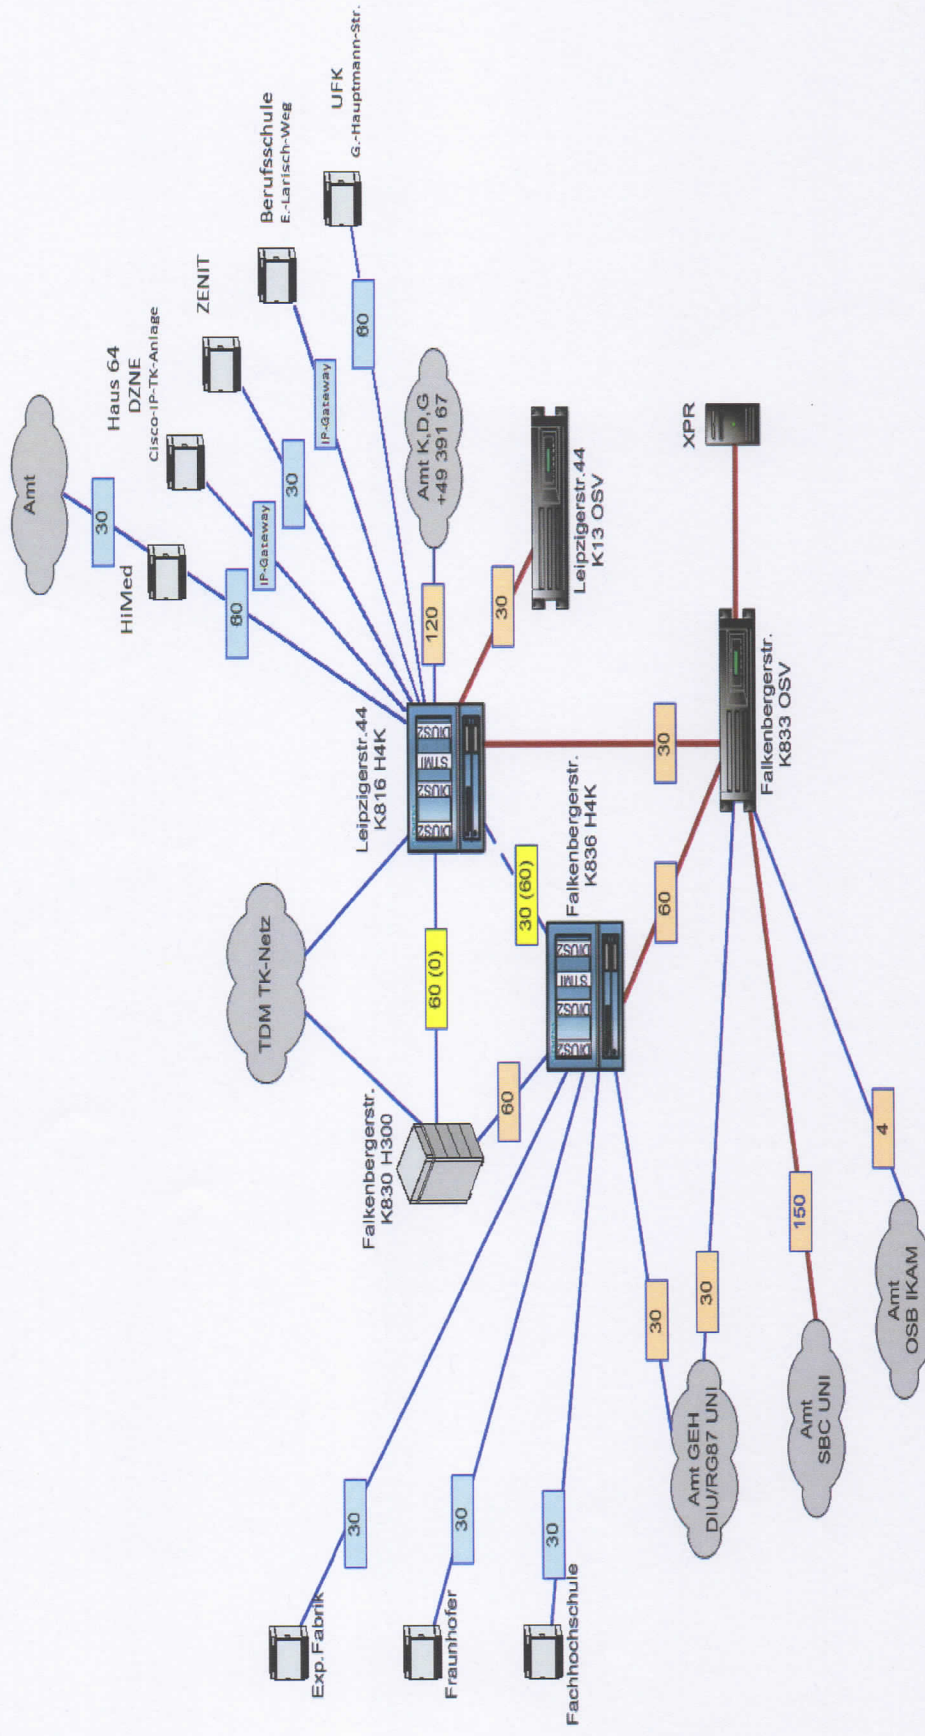 Amt
30
HiMed
60
Haus 64
DZNE
Cisco-IP-TK-Anlage
IP-Gateway
ZENIT
30
Berufsschule
E.-Larisch-Weg
IP-Gateway
UFK
G.-Hauptmann-Str.
60
Amt K,D,G
+49 391 67
120
Leipzigerstr.44
K13 OSV
30
XPR
Leipzigerstr.44
K816 H4K
DIUS2
DIUS2
STMI
DIUS2
TDM TK-Netz
60 (0)
30 (60)
30
Falkenbergerstr.
K836 H4K
DIUS2
DIUS2
STMI
DIUS2
60
Falkenbergerstr.
K833 OSV
Falkenbergerstr.
K830 H300
60
Exp.Fabrik
30
Fraunhofer
30
Fachhochschule
30
30
30
Amt GEH
DIU/RG87 UNI
150
Amt
SBC UNI
4
Amt
OSB IKAM